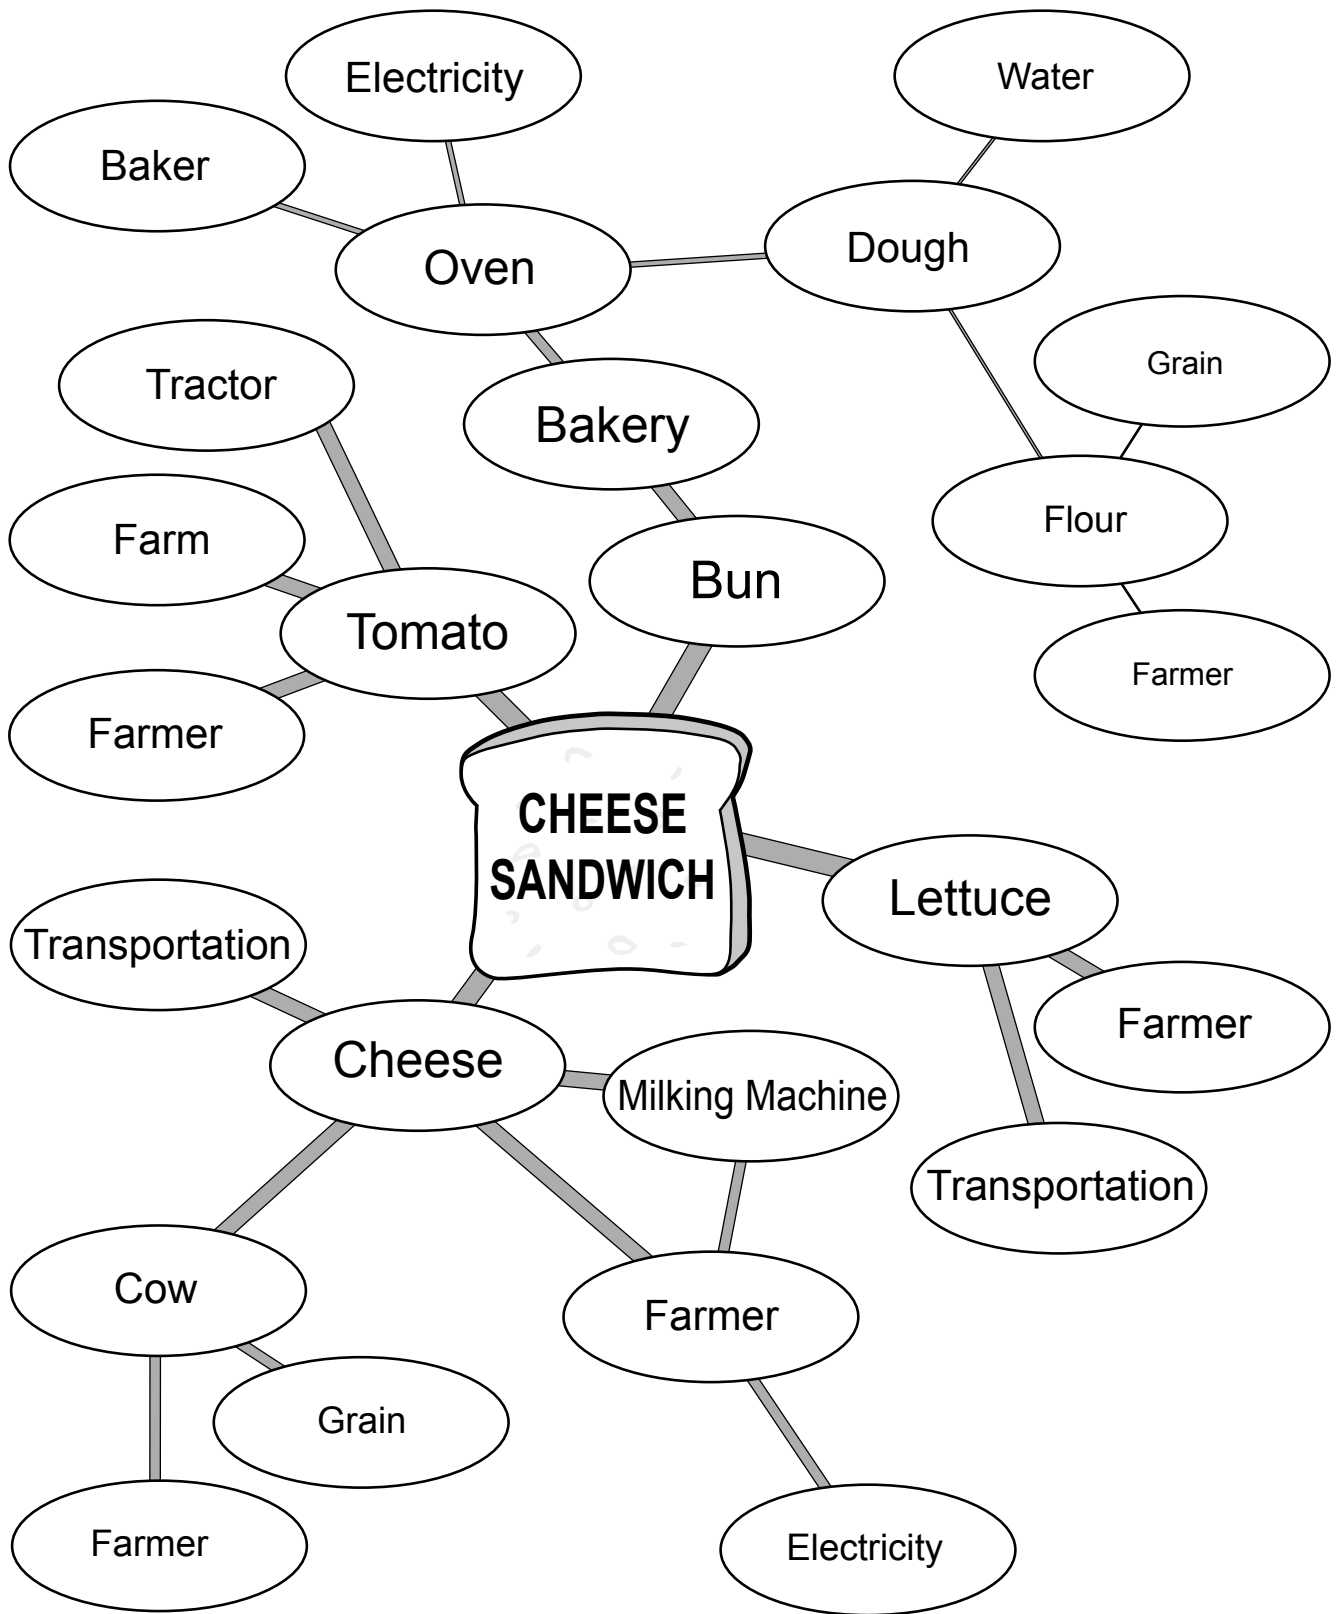 Electricity
Water
Baker
Oven
Dough
Grain
Tractor
Bakery
Flour
Farm
Bun
Tomato
Farmer
Farmer
CHEESE
SANDWICH
Lettuce
Transportation
Farmer
Cheese
Milking Machine
Transportation
Cow
Farmer
Grain
Farmer
Electricity